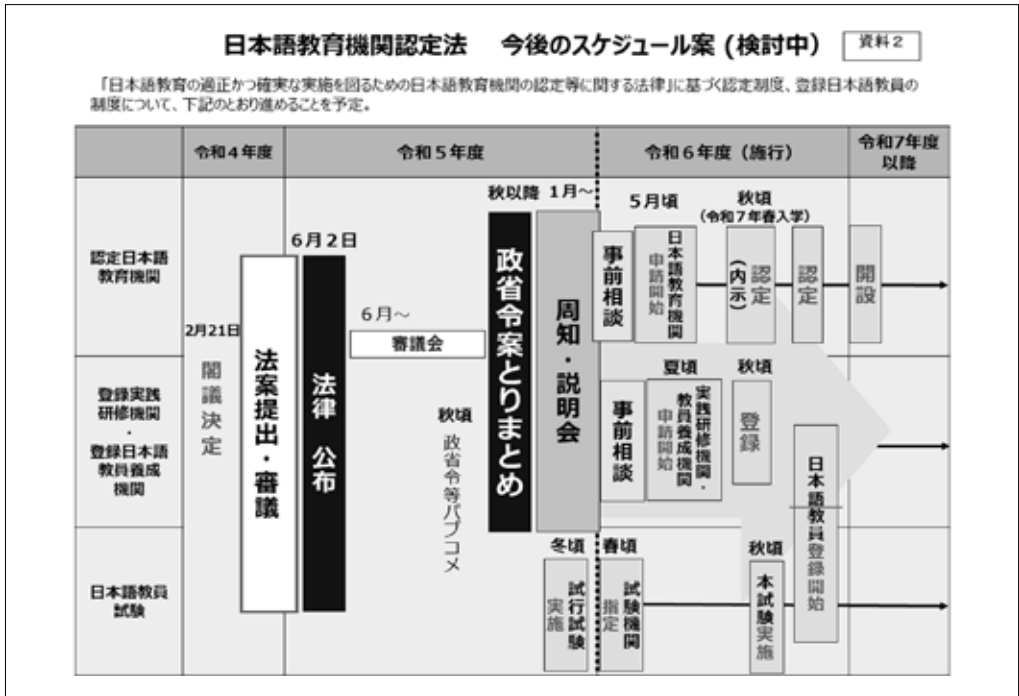 日本語教育機関認定法　今後のスケジュール案 (検討中)
資料２
「日本語教育の適正かつ確実な実施を図るための日本語教育機関の認定等に関する法律」に基づく認定制度、登録日本語教員の
制度について、下記のとおり進めることを予定。
令和４年度
令和５年度
令和６年度（施行）
令和7年度
以降
認定日本語
教育機関
登録実践
研修機関
・
登録日本語
教員養成
機関
日本語教員
試験
2月21日
閣議決定
法案提出・審議
６月２日
法律　公布
６月～
審議会
秋頃
政省令等パブコメ
秋以降
政省令案とりまとめ
１月～
周知・説明会
事前相談
５月頃
日本語教育機関
申請開始
秋頃
（令和７年春入学）
認定
（内示）
認定
開設
事前相談
夏頃
実践研修機関・
教員養成機関
申請開始
秋頃
登録
日本語教員登録開始
冬頃
試行試験
実施
春頃
試験機関
指定
秋頃
本試験実施